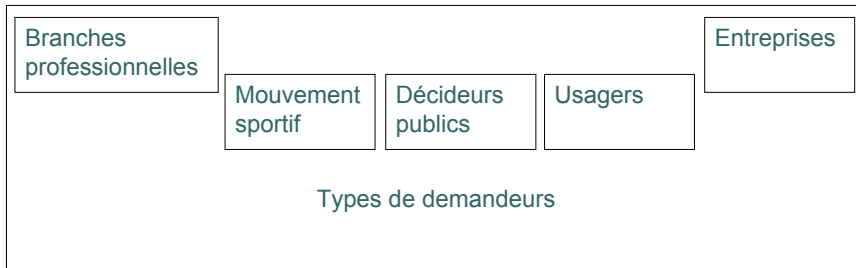 Branches
professionnelles
Mouvement
sportif
Décideurs
publics
Usagers
Entreprises
Types de demandeurs